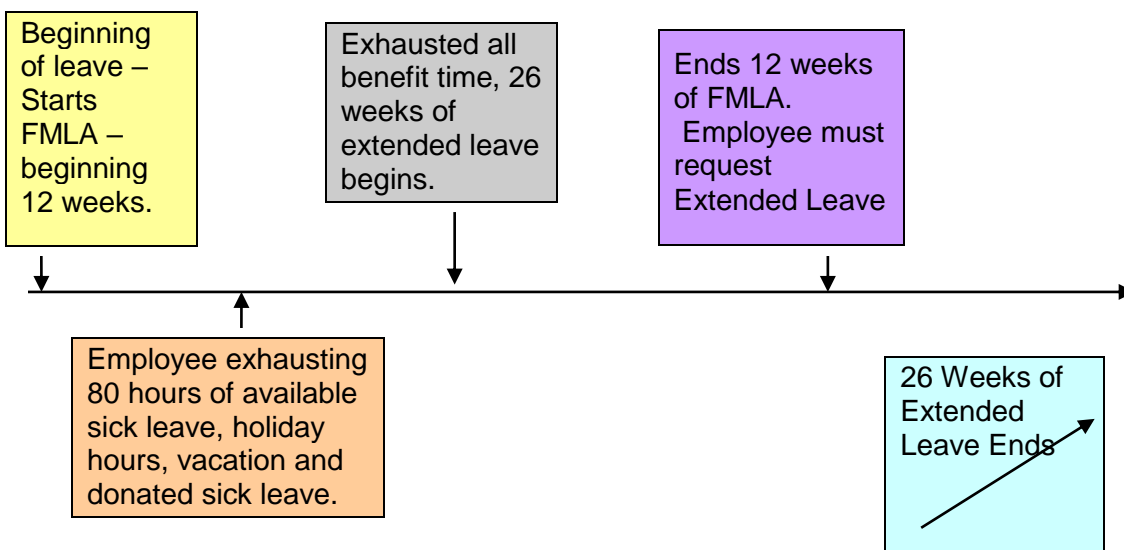 Beginning
of leave –
Starts
FMLA –
beginning
12 weeks.
Employee exhausting
80 hours of available
sick leave, holiday
hours, vacation and
donated sick leave.
Exhausted all
benefit time, 26
weeks of
extended leave
begins.
Ends 12 weeks
of FMLA.
Employee must
request
Extended Leave
26 Weeks of
Extended
Leave Ends